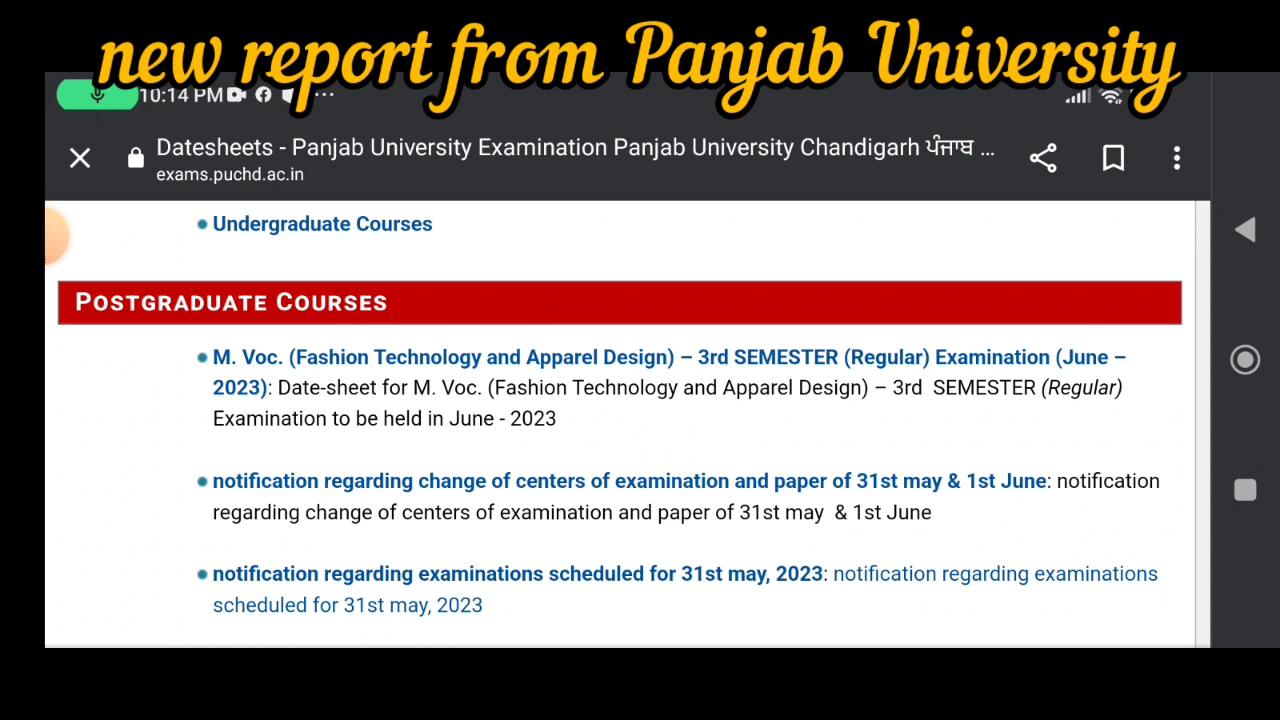 new report from Panjab University
10:14 PM
Datesheets - Panjab University Examination Panjab University Chandigarh ਪੰਜਾਬ ...
exams.puchd.ac.in
Undergraduate Courses
POSTGRADUATE COURSES
M. Voc. (Fashion Technology and Apparel Design) – 3rd SEMESTER (Regular) Examination (June –
2023): Date-sheet for M. Voc. (Fashion Technology and Apparel Design) – 3rd SEMESTER (Regular)
Examination to be held in June - 2023
notification regarding change of centers of examination and paper of 31st may & 1st June: notification
regarding change of centers of examination and paper of 31st may & 1st June
notification regarding examinations scheduled for 31st may, 2023: notification regarding examinations
scheduled for 31st may, 2023